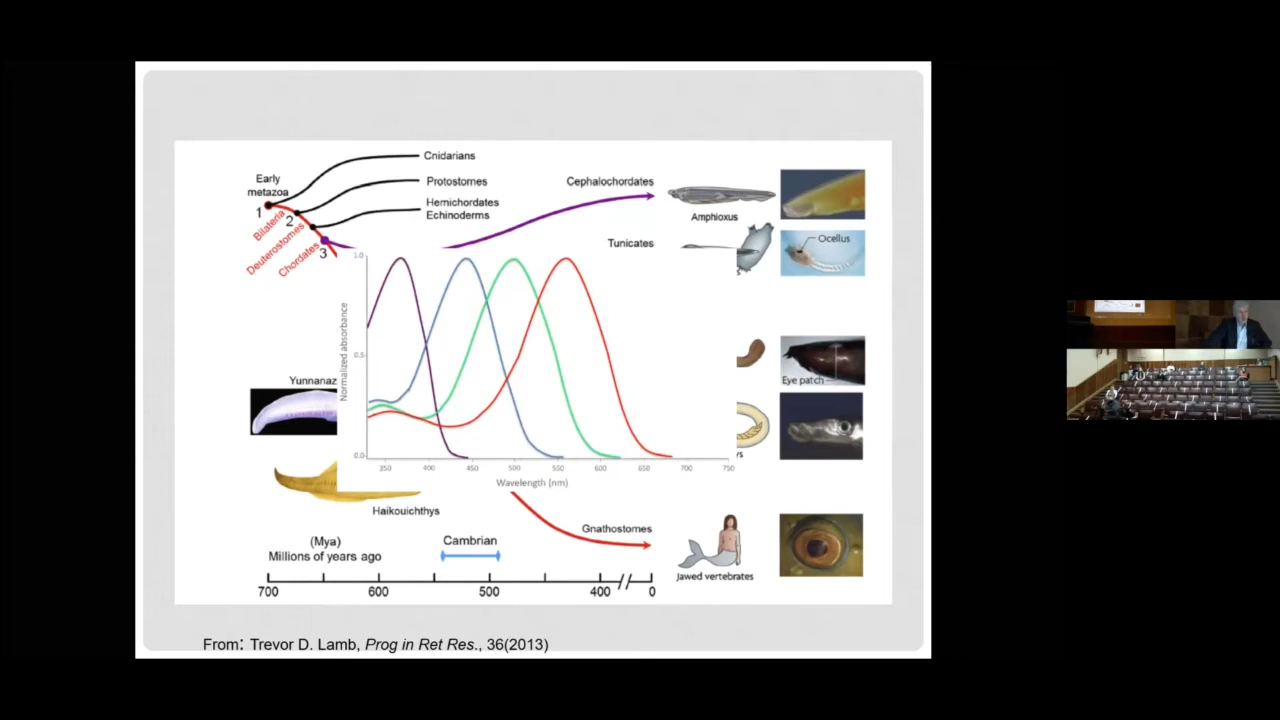 Cnidarians
Early
metazoa
Protostomes
Cephalochordates
Hemichordates
Echinoderms
1
2
3
Bilateria
Deuterostomes
Chordates
Amphioxus
Tunicates
Ocellus
s
1.0
0.5
0.0
Normalized absorbance
350 400 450 500 550 600 650 700 750
Wavelength (nm)
Yunnanaz
Eye patch
ys
Haikouichthys
Gnathostomes
(Mya)
Millions of years ago
Cambrian
Jawed vertebrates
700 600 500 400 0
From: Trevor D. Lamb, Prog in Ret Res., 36(2013)